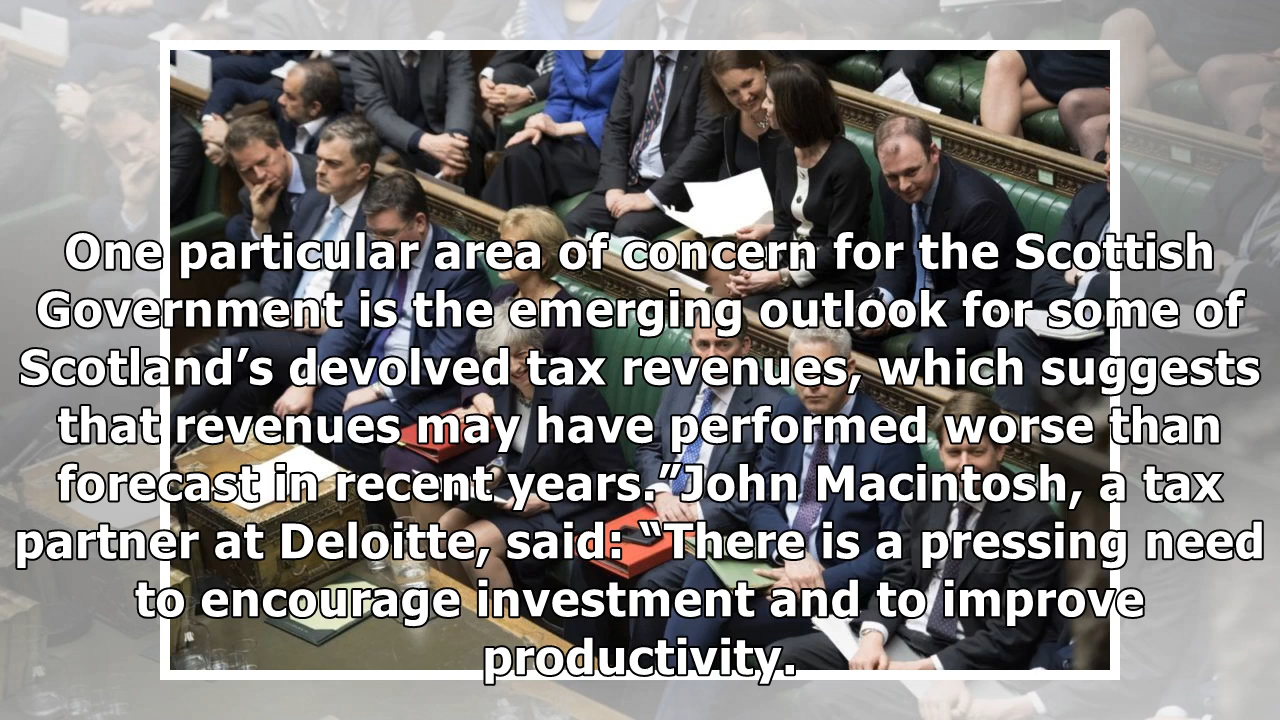 One particular area of concern for the Scottish
Government is the emerging outlook for some of
Scotland’s devolved tax revenues, which suggests
that revenues may have performed worse than
forecast in recent years.”John Macintosh, a tax
partner at Deloitte, said: “There is a pressing need
to encourage investment and to improve
productivity.